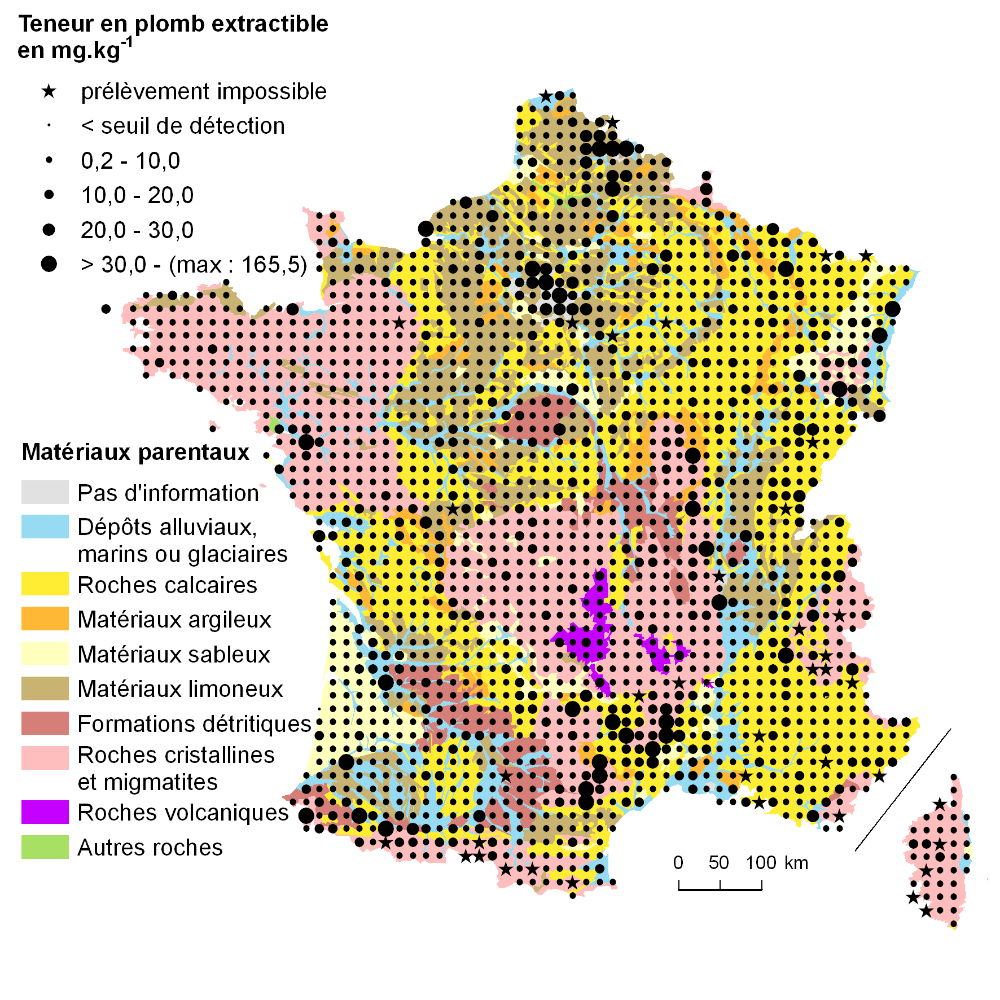 Teneur en plomb extractible
en mg.kg-1
prélèvement impossible
< seuil de détection
0,2 - 10,0
10,0 - 20,0
20,0 - 30,0
> 30,0 - (max : 165,5)
Matériaux parentaux
Pas d'information
Dépôts alluviaux,
marins ou glaciaires
Roches calcaires
Matériaux argileux
Matériaux sableux
Matériaux limoneux
Formations détritiques
Roches cristallines
et migmatites
Roches volcaniques
Autres roches
0 50 100 km